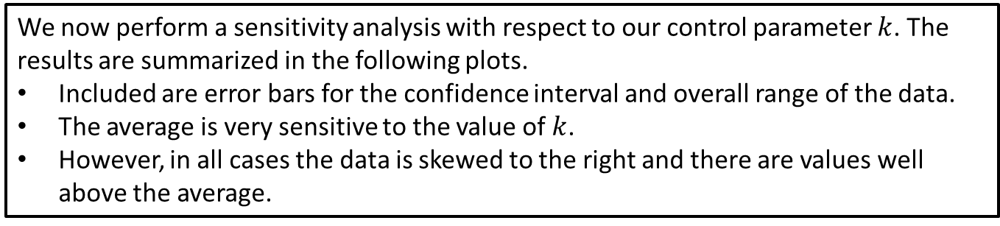 We now perform a sensitivity analysis with respect to our control parameter k. The
results are summarized in the following plots.
• Included are error bars for the confidence interval and overall range of the data.
• The average is very sensitive to the value of k.
• However, in all cases the data is skewed to the right and there are values well
above the average.